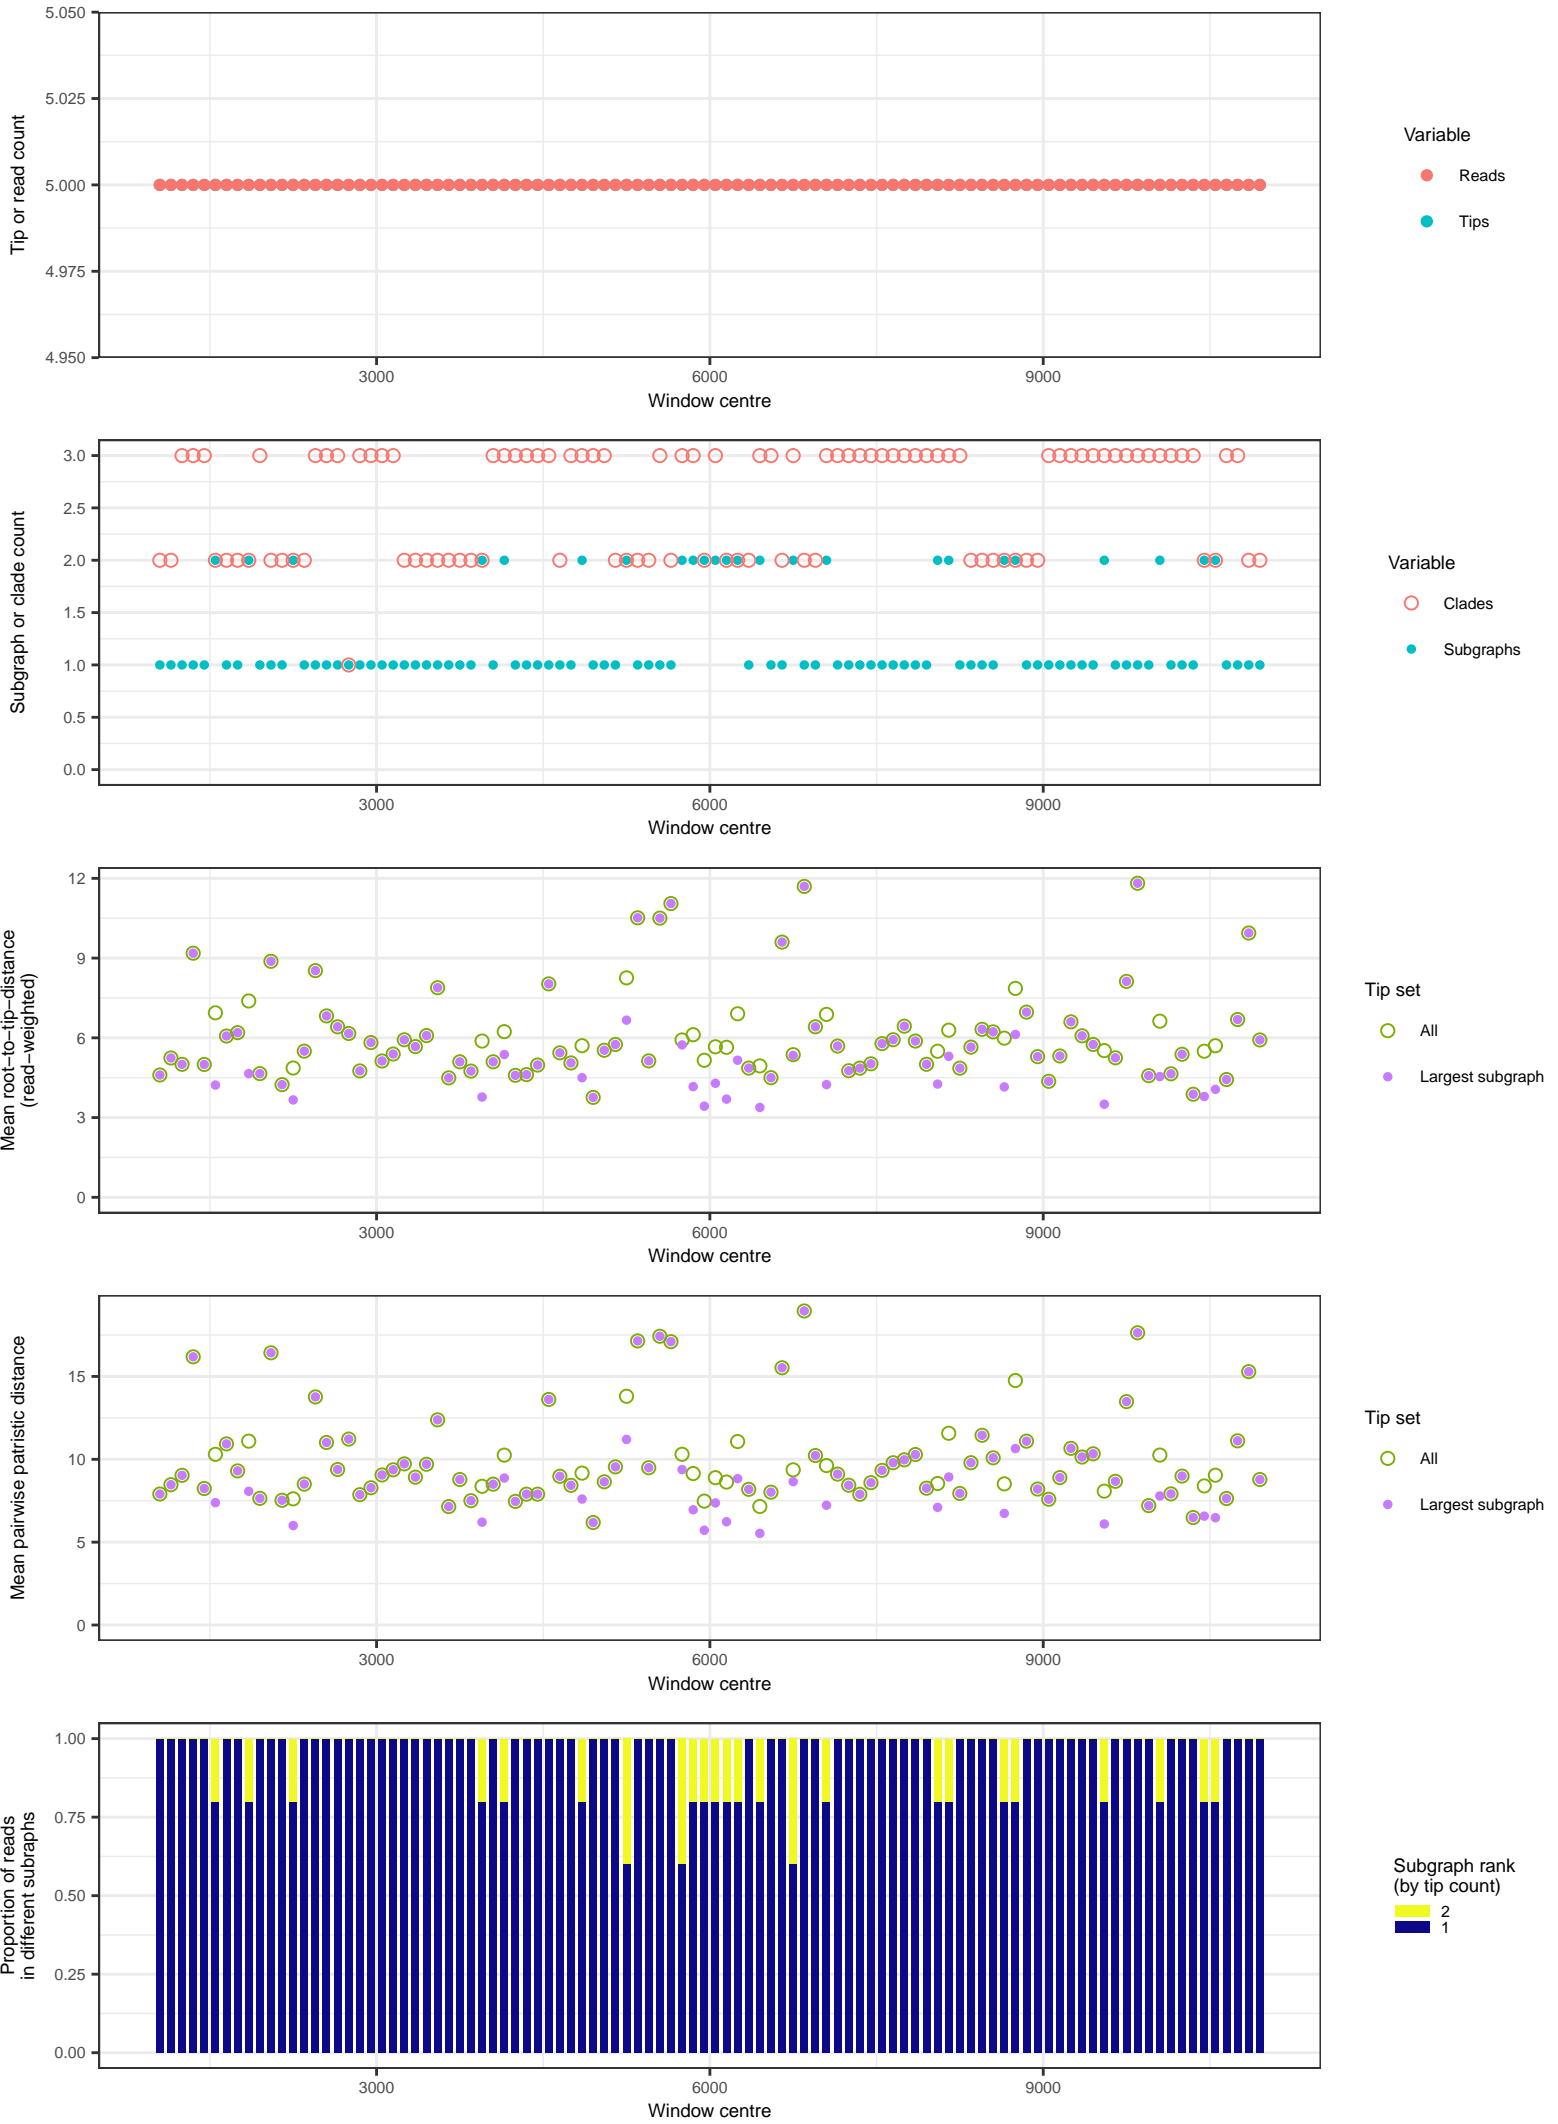 5.050
5.025
5.000
4.975
4.950
Tip or read count
3000
6000
9000
Window centre
Variable
Reads
Tips
3.0
2.5
2.0
1.5
1.0
0.5
0.0
Subgraph or clade count
3000
6000
9000
Window centre
Variable
Clades
Subgraphs
12
9
6
3
0
Mean root−to−tip−distance
(read−weighted)
3000
6000
9000
Window centre
Tip set
All
Largest subgraph
15
10
5
0
Mean pairwise patristic distance
3000
6000
9000
Window centre
Tip set
All
Largest subgraph
1.00
0.75
0.50
0.25
0.00
Proportion of reads
in different subraphs
3000
6000
9000
Window centre
Subgraph rank
(by tip count)
2
1